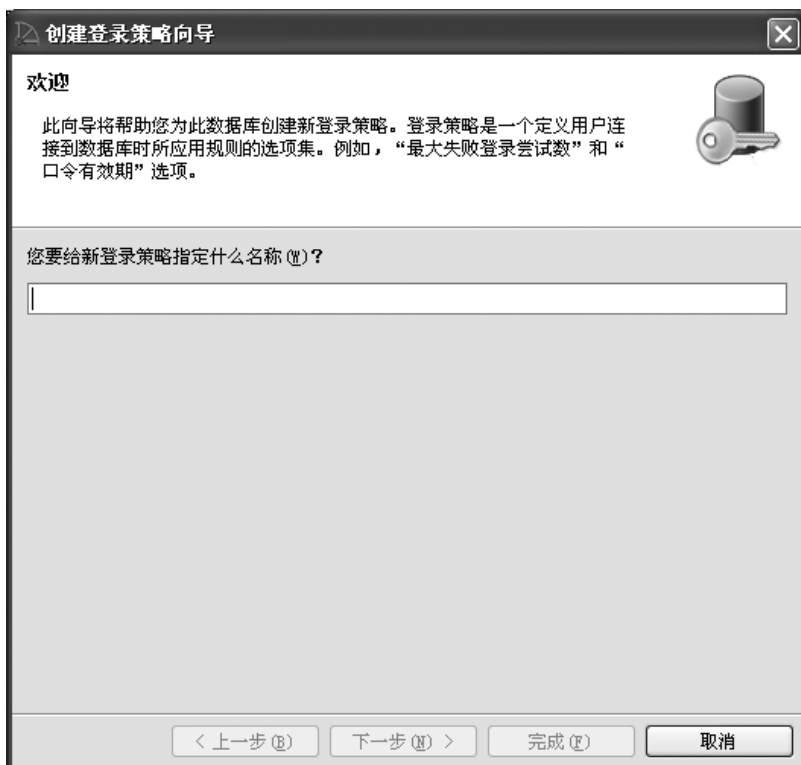 创建登录策略向导
欢迎
此向导将帮助您为此数据库创建新登录策略。登录策略是一个定义用户连
接到数据库时所应用规则的选项集。例如，“最大失败登录尝试数”和“
口令有效期”选项。
您要给新登录策略指定什么名称(W)?
< 上一步(B)
下一步(N) >
完成(F)
取消